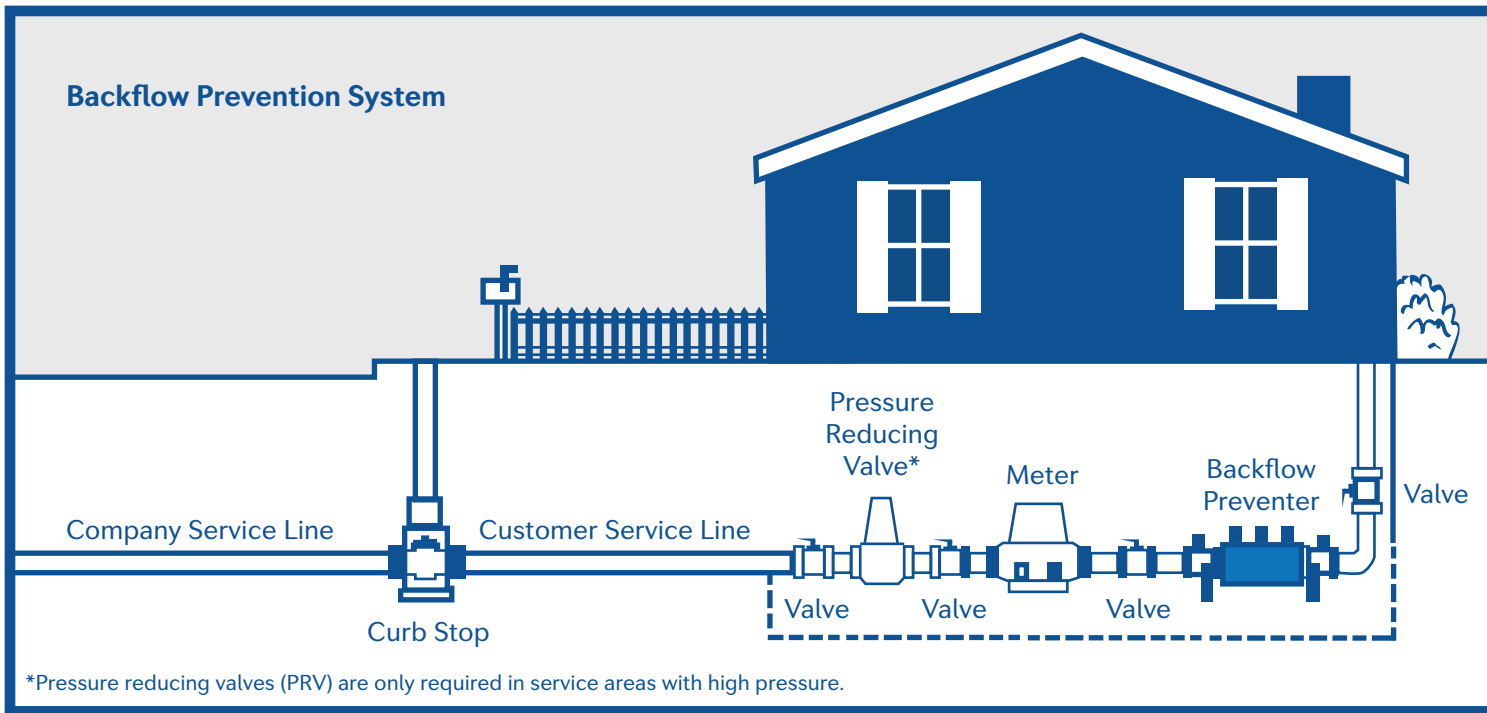 Backflow Prevention System
Pressure
Reducing
Valve*
Meter
Backflow
Preventer
Valve
Company Service Line
Customer Service Line
Valve
Valve
Valve
Curb Stop
*Pressure reducing valves (PRV) are only required in service areas with high pressure.